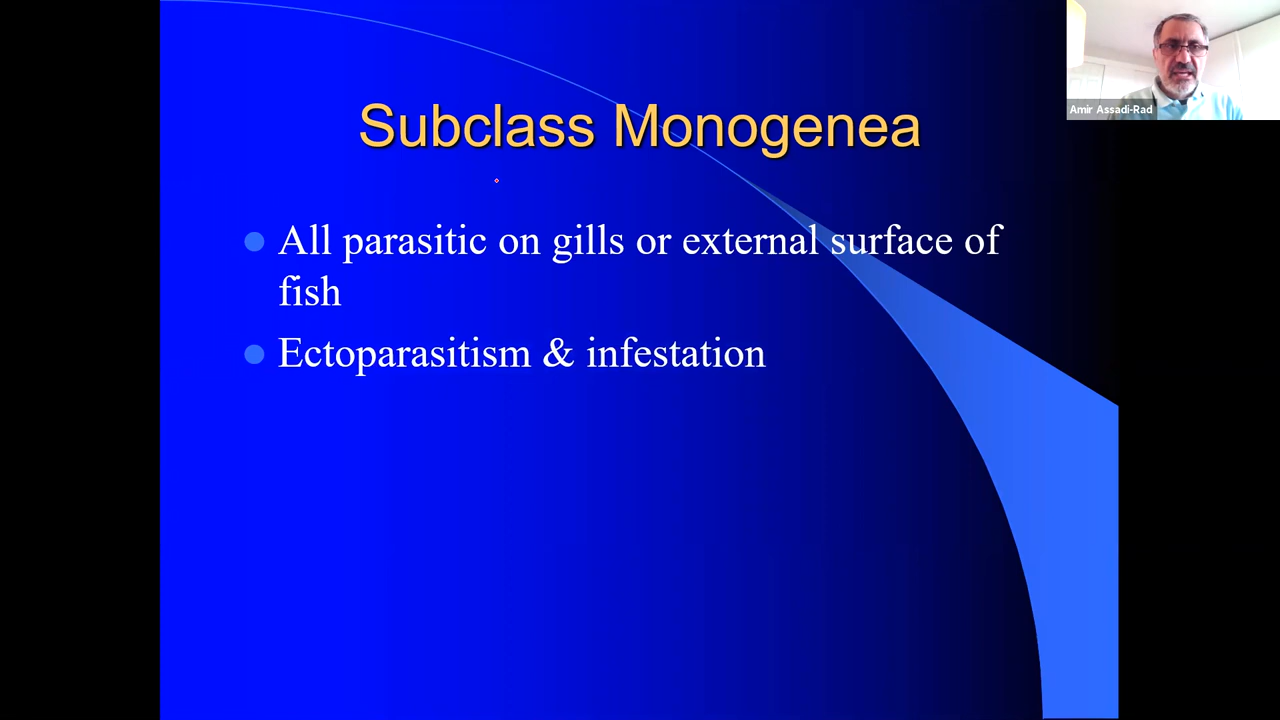 Subclass Monogenea
All parasitic on gills or external surface of
fish
Ectoparasitism & infestation
Amir Assadi-Rad